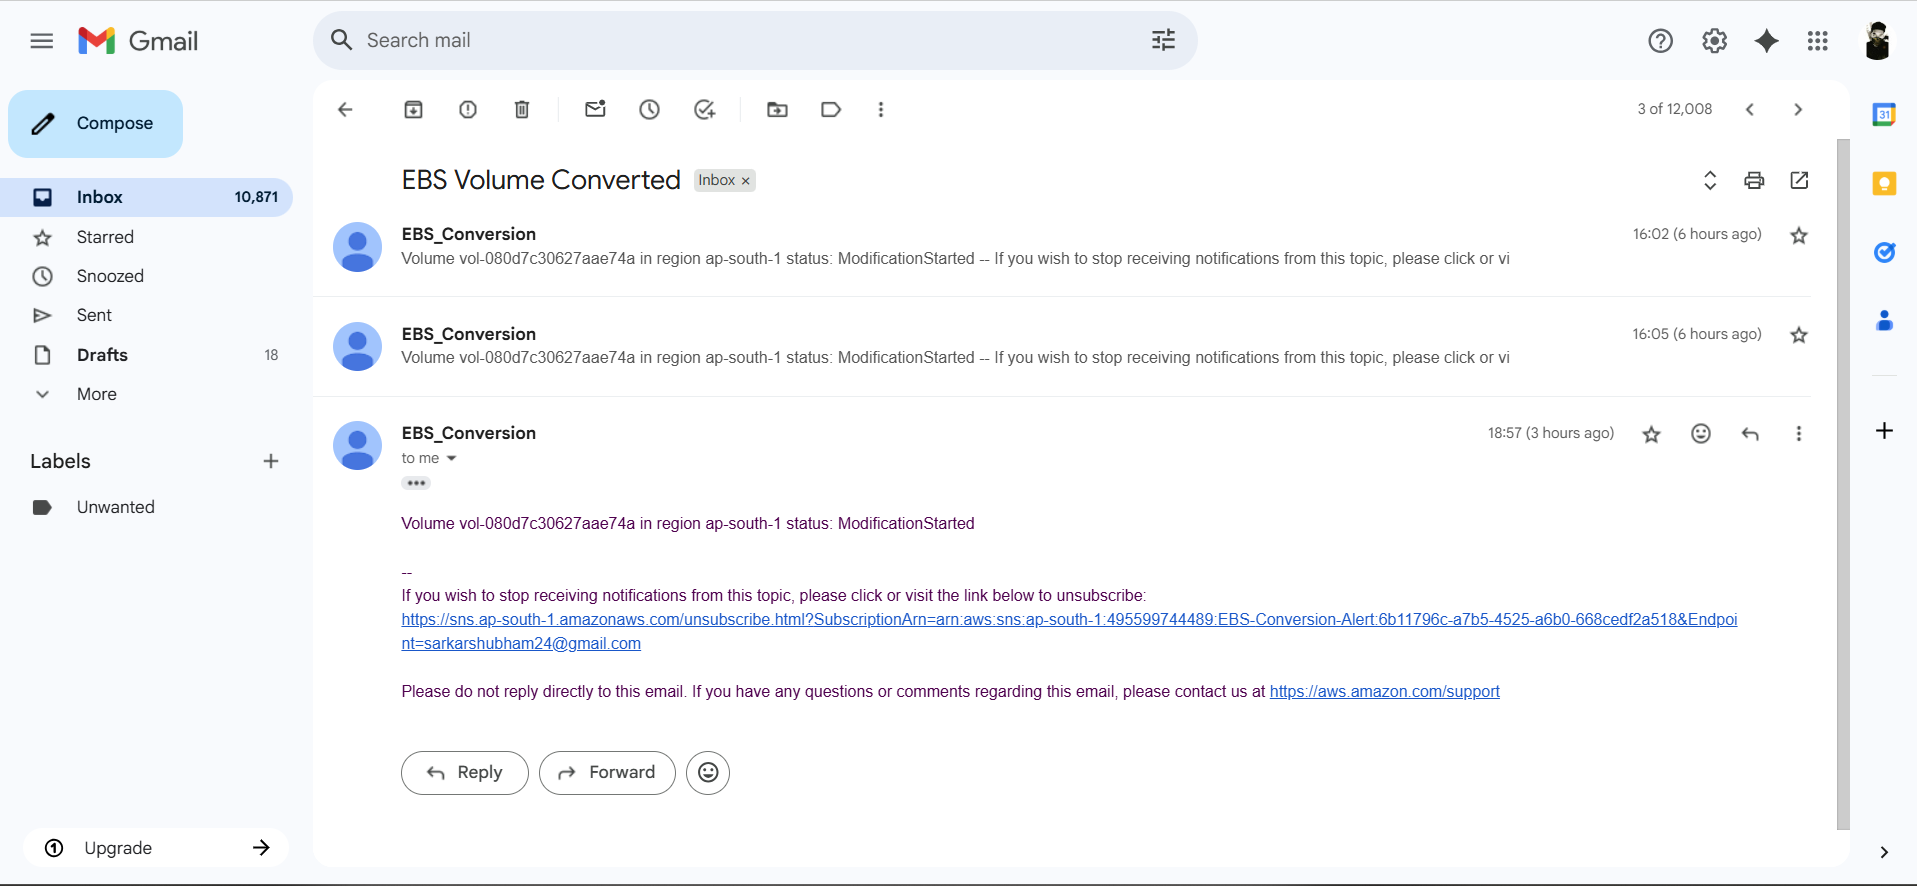 Gmail
Search mail
Compose
3 of 12,008
Inbox 10,871
Starred
Snoozed
Sent
Drafts 18
More
Labels
Unwanted
Upgrade
EBS Volume Converted Inbox ×
EBS_Conversion 16:02 (6 hours ago)
Volume vol-080d7c30627aae74a in region ap-south-1 status: ModificationStarted -- If you wish to stop receiving notifications from this topic, please click or vi
EBS_Conversion 16:05 (6 hours ago)
Volume vol-080d7c30627aae74a in region ap-south-1 status: ModificationStarted -- If you wish to stop receiving notifications from this topic, please click or vi
EBS_Conversion 18:57 (3 hours ago)
to me
Volume vol-080d7c30627aae74a in region ap-south-1 status: ModificationStarted
--
If you wish to stop receiving notifications from this topic, please click or visit the link below to unsubscribe:
https://sns.ap-south-1.amazonaws.com/unsubscribe.html?SubscriptionArn=arn:aws:sns:ap-south-1:495599744489:EBS-Conversion-Alert:6b11796c-a7b5-4525-a6b0-668cedf2a518&Endpoi
nt=sarkarshubham24@gmail.com
Please do not reply directly to this email. If you have any questions or comments regarding this email, please contact us at https://aws.amazon.com/support
Reply
Forward
31